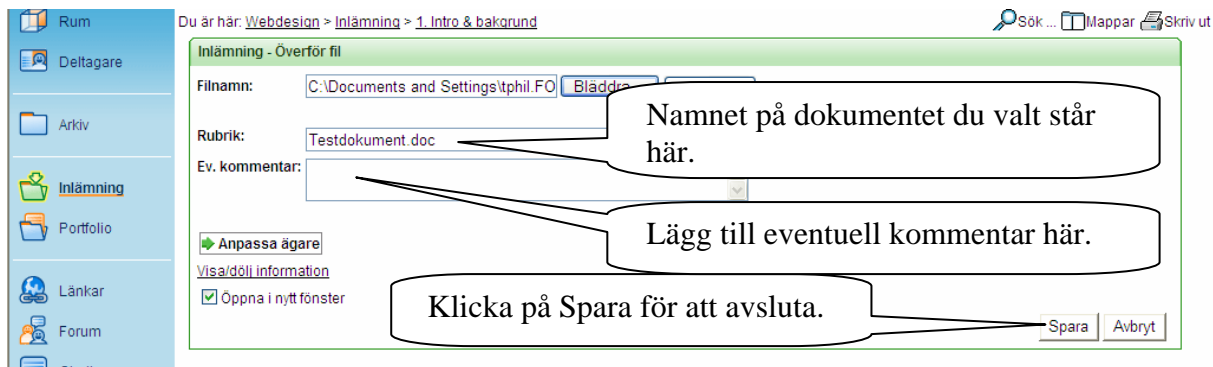 Rum
Deltagare
Arkiv
Inlämning
Portfolio
Länkar
Forum
Du är här: Webdesign > Inlämning > 1. Intro & bakgrund
Sök ... Mappar Skriv ut
Inlämning - Överför fil
Filnamn: C:\Documents and Settings\tphil.FO Bläddra
Rubrik: Testdokument.doc
Ev. kommentar:
Namnet på dokumentet du valt står
här.
Lägg till eventuell kommentar här.
Anpassa ägare
Visa/dölj information
Öppna i nytt fönster
Klicka på Spara för att avsluta.
Spara Avbryt